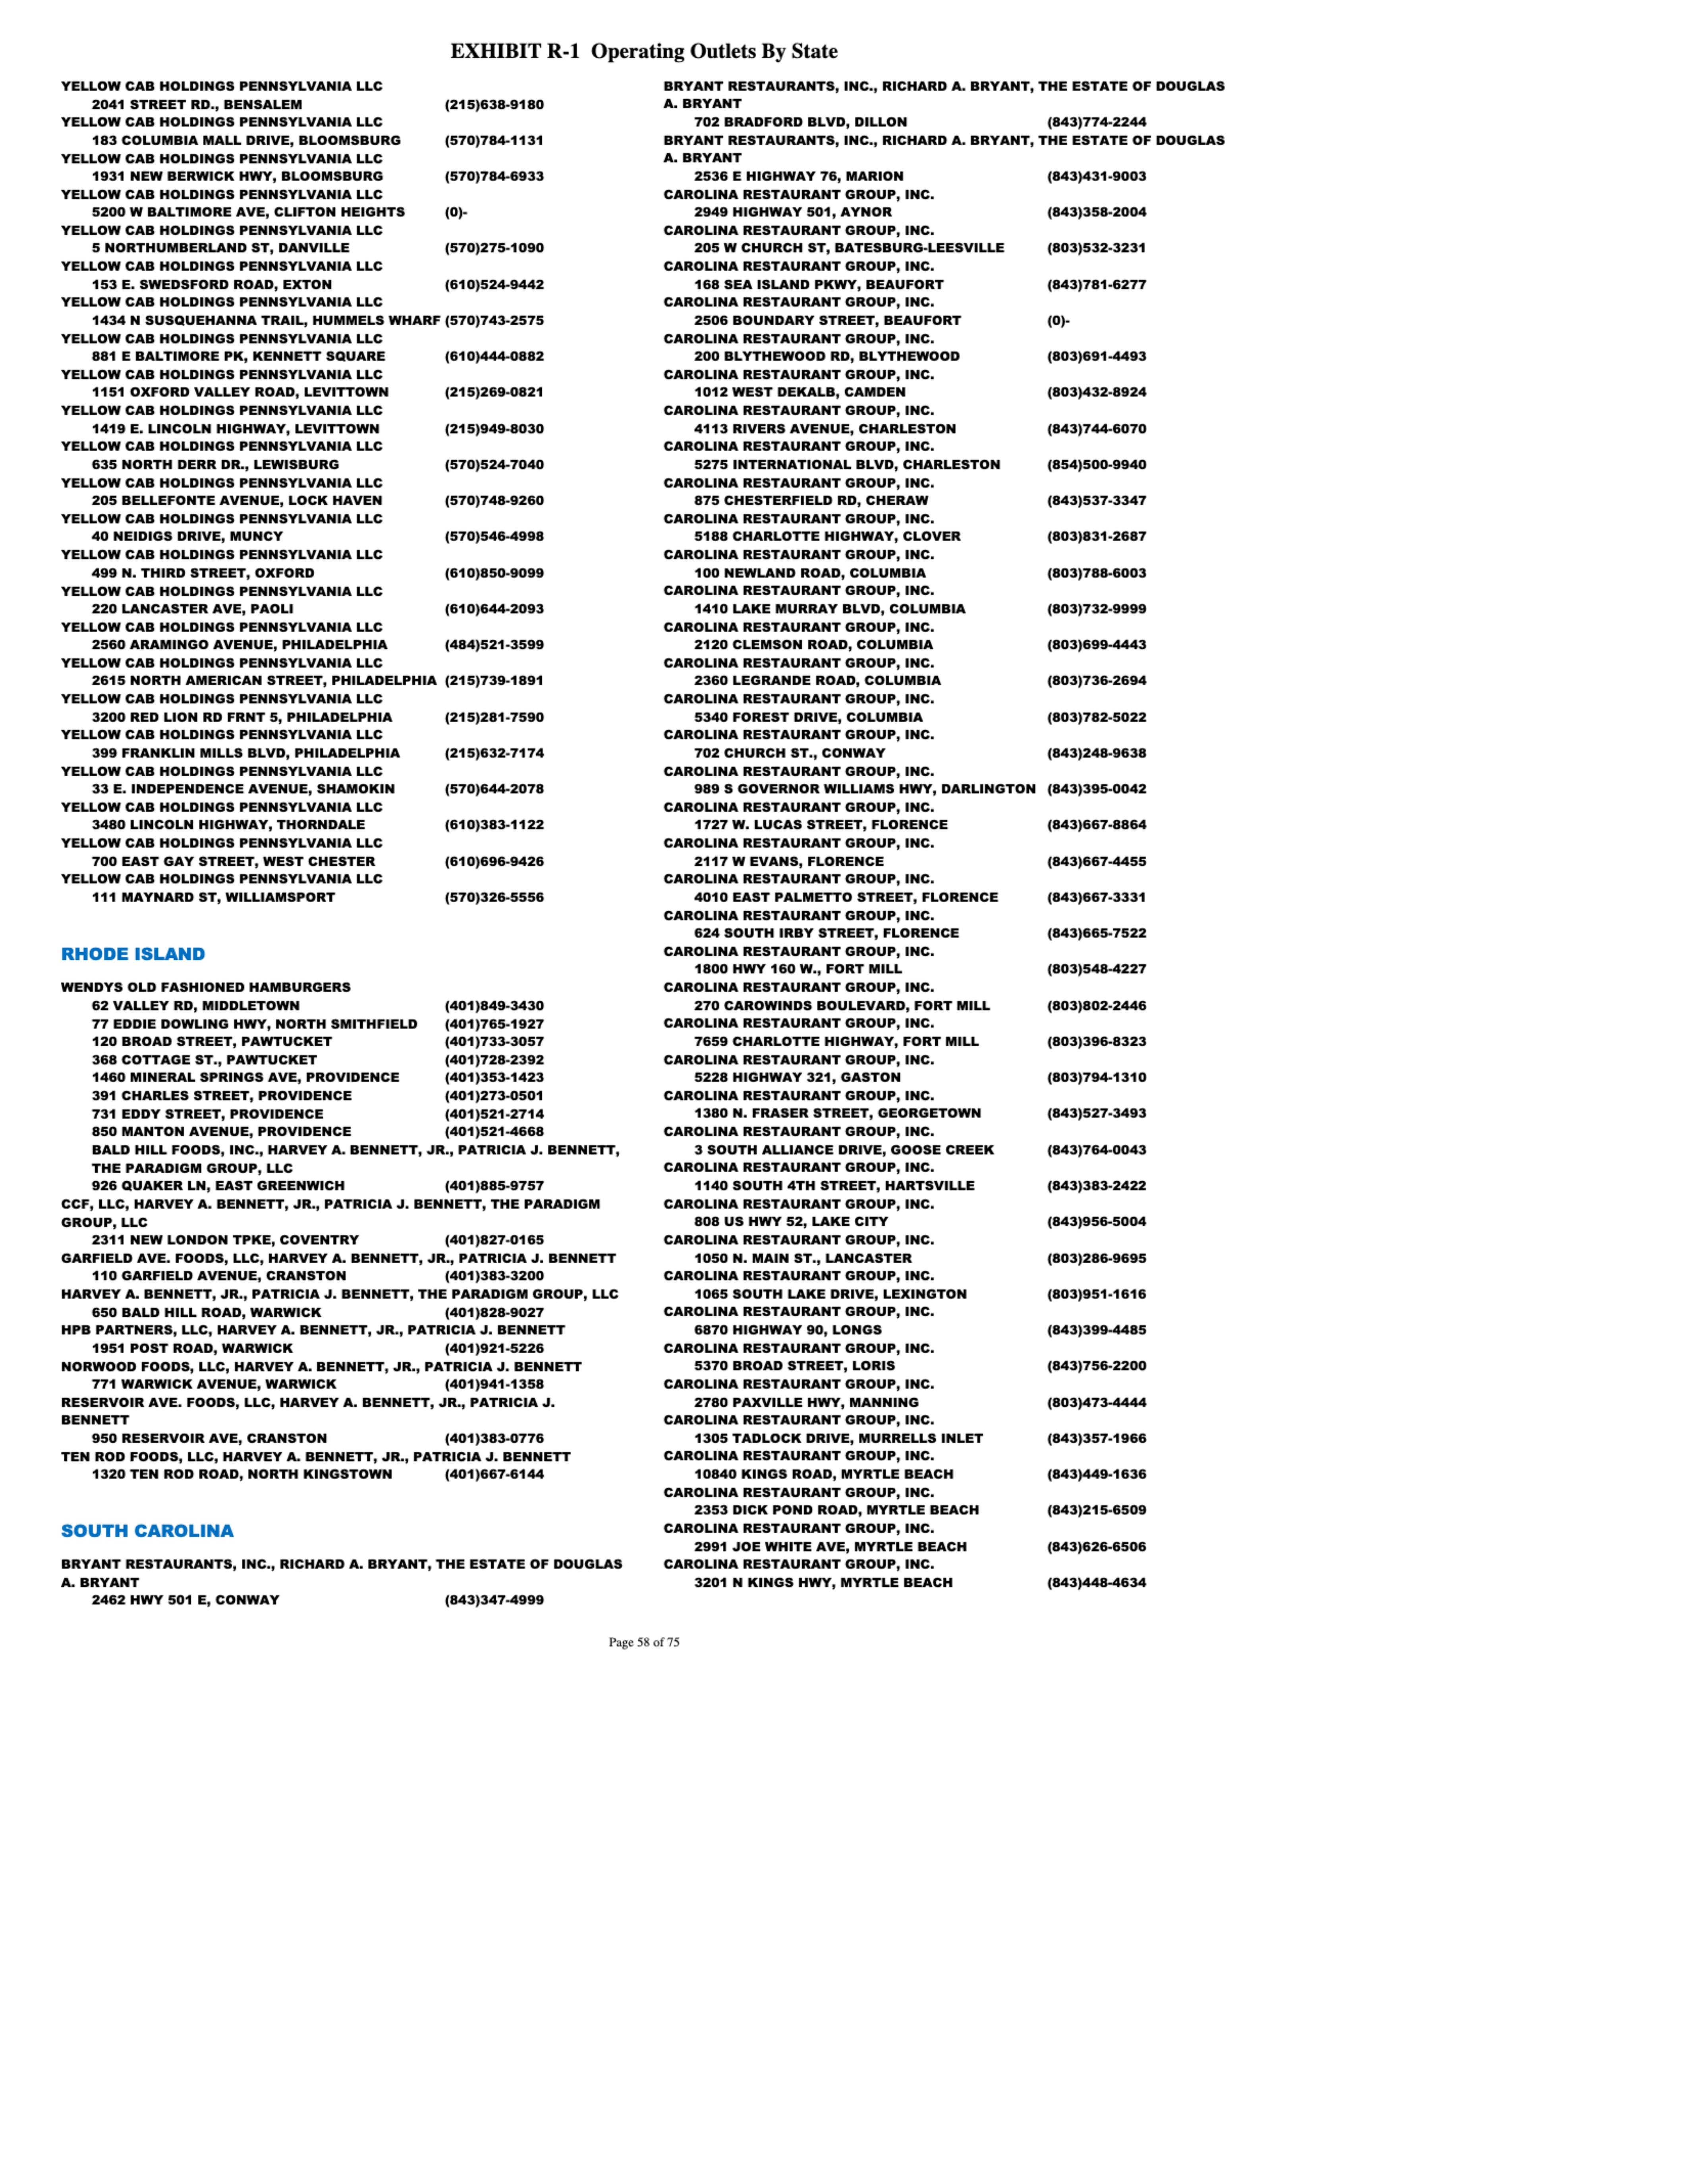 EXHIBIT R-1 Operating Outlets By State
YELLOW CAB HOLDINGS PENNSYLVANIA LLC
2041 STREET RD., BENSALEM (215)638-9180
YELLOW CAB HOLDINGS PENNSYLVANIA LLC
183 COLUMBIA MALL DRIVE, BLOOMSBURG (570)784-1131
YELLOW CAB HOLDINGS PENNSYLVANIA LLC
1931 NEW BERWICK HWY, BLOOMSBURG (570)784-6933
YELLOW CAB HOLDINGS PENNSYLVANIA LLC
5200 W BALTIMORE AVE, CLIFTON HEIGHTS (0)-
YELLOW CAB HOLDINGS PENNSYLVANIA LLC
5 NORTHUMBERLAND ST, DANVILLE (570)275-1090
YELLOW CAB HOLDINGS PENNSYLVANIA LLC
153 E. SWEDSFORD ROAD, EXTON (610)524-9442
YELLOW CAB HOLDINGS PENNSYLVANIA LLC
1434 N SUSQUEHANNA TRAIL, HUMMELS WHARF (570)743-2575
YELLOW CAB HOLDINGS PENNSYLVANIA LLC
881 E BALTIMORE PK, KENNETT SQUARE (610)444-0882
YELLOW CAB HOLDINGS PENNSYLVANIA LLC
1151 OXFORD VALLEY ROAD, LEVITTOWN (215)269-0821
YELLOW CAB HOLDINGS PENNSYLVANIA LLC
1419 E. LINCOLN HIGHWAY, LEVITTOWN (215)949-8030
YELLOW CAB HOLDINGS PENNSYLVANIA LLC
635 NORTH DERR DR., LEWISBURG (570)524-7040
YELLOW CAB HOLDINGS PENNSYLVANIA LLC
205 BELLEFONTE AVENUE, LOCK HAVEN (570)748-9260
YELLOW CAB HOLDINGS PENNSYLVANIA LLC
40 NEIDIGS DRIVE, MUNCY (570)546-4998
YELLOW CAB HOLDINGS PENNSYLVANIA LLC
499 N. THIRD STREET, OXFORD (610)850-9099
YELLOW CAB HOLDINGS PENNSYLVANIA LLC
220 LANCASTER AVE, PAOLI (610)644-2093
YELLOW CAB HOLDINGS PENNSYLVANIA LLC
2560 ARAMINGO AVENUE, PHILADELPHIA (484)521-3599
YELLOW CAB HOLDINGS PENNSYLVANIA LLC
2615 NORTH AMERICAN STREET, PHILADELPHIA (215)739-1891
YELLOW CAB HOLDINGS PENNSYLVANIA LLC
3200 RED LION RD FRNT 5, PHILADELPHIA (215)281-7590
YELLOW CAB HOLDINGS PENNSYLVANIA LLC
399 FRANKLIN MILLS BLVD, PHILADELPHIA (215)632-7174
YELLOW CAB HOLDINGS PENNSYLVANIA LLC
33 E. INDEPENDENCE AVENUE, SHAMOKIN (570)644-2078
YELLOW CAB HOLDINGS PENNSYLVANIA LLC
3480 LINCOLN HIGHWAY, THORNDALE (610)383-1122
YELLOW CAB HOLDINGS PENNSYLVANIA LLC
700 EAST GAY STREET, WEST CHESTER (610)696-9426
YELLOW CAB HOLDINGS PENNSYLVANIA LLC
111 MAYNARD ST, WILLIAMSPORT (570)326-5556
RHODE ISLAND
WENDYS OLD FASHIONED HAMBURGERS
62 VALLEY RD, MIDDLETOWN (401)849-3430
77 EDDIE DOWLING HWY, NORTH SMITHFIELD (401)765-1927
120 BROAD STREET, PAWTUCKET (401)733-3057
368 COTTAGE ST., PAWTUCKET (401)728-2392
1460 MINERAL SPRINGS AVE, PROVIDENCE (401)353-1423
391 CHARLES STREET, PROVIDENCE (401)273-0501
731 EDDY STREET, PROVIDENCE (401)521-2714
850 MANTON AVENUE, PROVIDENCE (401)521-4668
BALD HILL FOODS, INC., HARVEY A. BENNETT, JR., PATRICIA J. BENNETT,
THE PARADIGM GROUP, LLC
926 QUAKER LN, EAST GREENWICH (401)885-9757
CCF, LLC, HARVEY A. BENNETT, JR., PATRICIA J. BENNETT, THE PARADIGM
GROUP, LLC
2311 NEW LONDON TPKE, COVENTRY (401)827-0165
GARFIELD AVE. FOODS, LLC, HARVEY A. BENNETT, JR., PATRICIA J. BENNETT
110 GARFIELD AVENUE, CRANSTON (401)383-3200
HARVEY A. BENNETT, JR., PATRICIA J. BENNETT, THE PARADIGM GROUP, LLC
650 BALD HILL ROAD, WARWICK (401)828-9027
HPB PARTNERS, LLC, HARVEY A. BENNETT, JR., PATRICIA J. BENNETT
1951 POST ROAD, WARWICK (401)921-5226
NORWOOD FOODS, LLC, HARVEY A. BENNETT, JR., PATRICIA J. BENNETT
771 WARWICK AVENUE, WARWICK (401)941-1358
RESERVOIR AVE. FOODS, LLC, HARVEY A. BENNETT, JR., PATRICIA J.
BENNETT
950 RESERVOIR AVE, CRANSTON (401)383-0776
TEN ROD FOODS, LLC, HARVEY A. BENNETT, JR., PATRICIA J. BENNETT
1320 TEN ROD ROAD, NORTH KINGSTOWN (401)667-6144
SOUTH CAROLINA
BRYANT RESTAURANTS, INC., RICHARD A. BRYANT, THE ESTATE OF DOUGLAS
A. BRYANT
2462 HWY 501 E, CONWAY (843)347-4999
BRYANT RESTAURANTS, INC., RICHARD A. BRYANT, THE ESTATE OF DOUGLAS
A. BRYANT
702 BRADFORD BLVD, DILLON (843)774-2244
BRYANT RESTAURANTS, INC., RICHARD A. BRYANT, THE ESTATE OF DOUGLAS
A. BRYANT
2536 E HIGHWAY 76, MARION (843)431-9003
CAROLINA RESTAURANT GROUP, INC.
2949 HIGHWAY 501, AYNOR (843)358-2004
CAROLINA RESTAURANT GROUP, INC.
205 W CHURCH ST, BATESBURG-LEESVILLE (803)532-3231
CAROLINA RESTAURANT GROUP, INC.
168 SEA ISLAND PKWY, BEAUFORT (843)781-6277
CAROLINA RESTAURANT GROUP, INC.
2506 BOUNDARY STREET, BEAUFORT (0)-
CAROLINA RESTAURANT GROUP, INC.
200 BLYTHEWOOD RD, BLYTHEWOOD (803)691-4493
CAROLINA RESTAURANT GROUP, INC.
1012 WEST DEKALB, CAMDEN (803)432-8924
CAROLINA RESTAURANT GROUP, INC.
4113 RIVERS AVENUE, CHARLESTON (843)744-6070
CAROLINA RESTAURANT GROUP, INC.
5275 INTERNATIONAL BLVD, CHARLESTON (854)500-9940
CAROLINA RESTAURANT GROUP, INC.
875 CHESTERFIELD RD, CHERAW (843)537-3347
CAROLINA RESTAURANT GROUP, INC.
5188 CHARLOTTE HIGHWAY, CLOVER (803)831-2687
CAROLINA RESTAURANT GROUP, INC.
100 NEWLAND ROAD, COLUMBIA (803)788-6003
CAROLINA RESTAURANT GROUP, INC.
1410 LAKE MURRAY BLVD, COLUMBIA (803)732-9999
CAROLINA RESTAURANT GROUP, INC.
2120 CLEMSON ROAD, COLUMBIA (803)699-4443
CAROLINA RESTAURANT GROUP, INC.
2360 LEGRANDE ROAD, COLUMBIA (803)736-2694
CAROLINA RESTAURANT GROUP, INC.
5340 FOREST DRIVE, COLUMBIA (803)782-5022
CAROLINA RESTAURANT GROUP, INC.
702 CHURCH ST., CONWAY (843)248-9638
CAROLINA RESTAURANT GROUP, INC.
989 S GOVERNOR WILLIAMS HWY, DARLINGTON (843)395-0042
CAROLINA RESTAURANT GROUP, INC.
1727 W. LUCAS STREET, FLORENCE (843)667-8864
CAROLINA RESTAURANT GROUP, INC.
2117 W EVANS, FLORENCE (843)667-4455
CAROLINA RESTAURANT GROUP, INC.
4010 EAST PALMETTO STREET, FLORENCE (843)667-3331
CAROLINA RESTAURANT GROUP, INC.
624 SOUTH IRBY STREET, FLORENCE (843)665-7522
CAROLINA RESTAURANT GROUP, INC.
1800 HWY 160 W., FORT MILL (803)548-4227
CAROLINA RESTAURANT GROUP, INC.
270 CAROWINDS BOULEVARD, FORT MILL (803)802-2446
CAROLINA RESTAURANT GROUP, INC.
7659 CHARLOTTE HIGHWAY, FORT MILL (803)396-8323
CAROLINA RESTAURANT GROUP, INC.
5228 HIGHWAY 321, GASTON (803)794-1310
CAROLINA RESTAURANT GROUP, INC.
1380 N. FRASER STREET, GEORGETOWN (843)527-3493
CAROLINA RESTAURANT GROUP, INC.
3 SOUTH ALLIANCE DRIVE, GOOSE CREEK (843)764-0043
CAROLINA RESTAURANT GROUP, INC.
1140 SOUTH 4TH STREET, HARTSVILLE (843)383-2422
CAROLINA RESTAURANT GROUP, INC.
808 US HWY 52, LAKE CITY (843)956-5004
CAROLINA RESTAURANT GROUP, INC.
1050 N. MAIN ST., LANCASTER (803)286-9695
CAROLINA RESTAURANT GROUP, INC.
1065 SOUTH LAKE DRIVE, LEXINGTON (803)951-1616
CAROLINA RESTAURANT GROUP, INC.
6870 HIGHWAY 90, LONGS (843)399-4485
CAROLINA RESTAURANT GROUP, INC.
5370 BROAD STREET, LORIS (843)756-2200
CAROLINA RESTAURANT GROUP, INC.
2780 PAXVILLE HWY, MANNING (803)473-4444
CAROLINA RESTAURANT GROUP, INC.
1305 TADLOCK DRIVE, MURRELLS INLET (843)357-1966
CAROLINA RESTAURANT GROUP, INC.
10840 KINGS ROAD, MYRTLE BEACH (843)449-1636
CAROLINA RESTAURANT GROUP, INC.
2353 DICK POND ROAD, MYRTLE BEACH (843)215-6509
CAROLINA RESTAURANT GROUP, INC.
2991 JOE WHITE AVE, MYRTLE BEACH (843)626-6506
CAROLINA RESTAURANT GROUP, INC.
3201 N KINGS HWY, MYRTLE BEACH (843)448-4634
Page 58 of 75